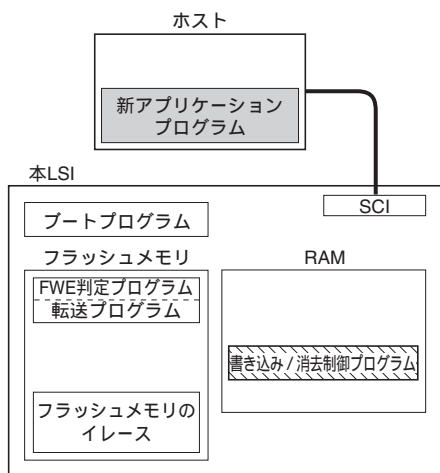 ホスト
新アプリケーション
プログラム
本LSI
SCI
ブートプログラム
フラッシュメモリ
RAM
FWE判定プログラム
転送プログラム
書き込み / 消去制御プログラム
フラッシュメモリの
イレース